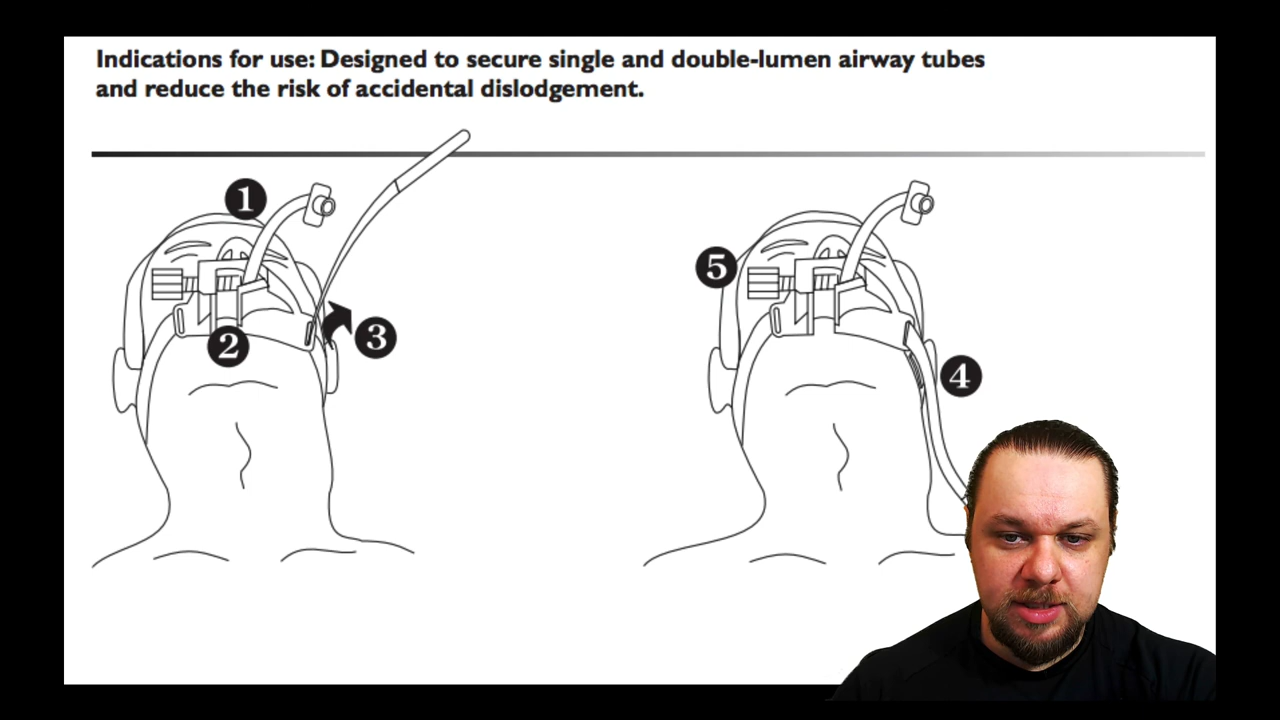 Indications for use: Designed to secure single and double-lumen airway tubes
and reduce the risk of accidental dislodgement.
1
2
3
5
4